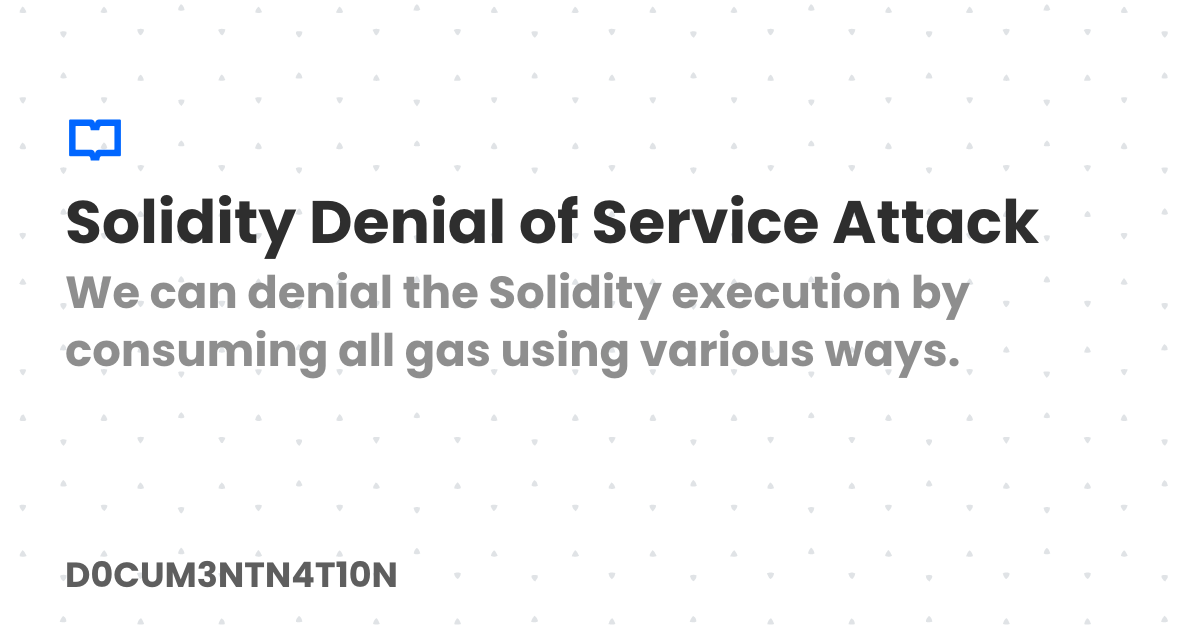 Solidity Denial of Service Attack
We can denial the Solidity execution by
consuming all gas using various ways.
D0CUM3NTN4T10N